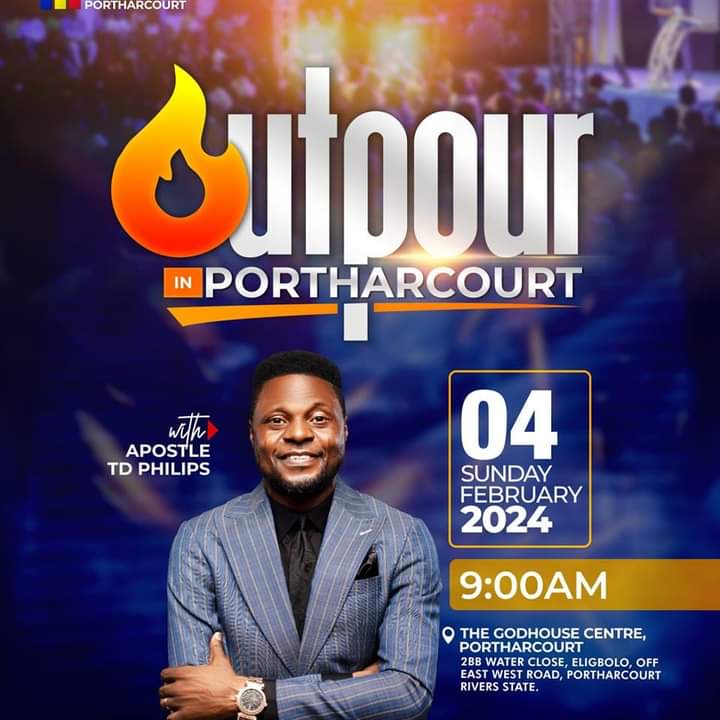 PORTHARCOURT
Outpour
IN PORTHARCOURT
with
APOSTLE
TD PHILIPS
04
SUNDAY
FEBRUARY
2024
9:00AM
THE GODHOUSE CENTRE,
PORTHARCOURT
2BB WATER CLOSE, ELIGBOLO, OFF
EAST WEST ROAD, PORTHARCOURT
RIVERS STATE.